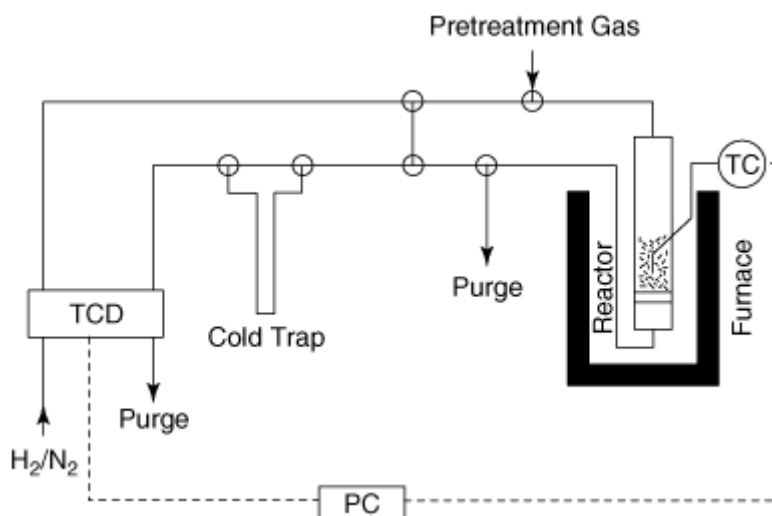 Pretreatment Gas
TC
Reactor
Furnace
Purge
TCD
Cold Trap
Purge
H₂/N₂
PC